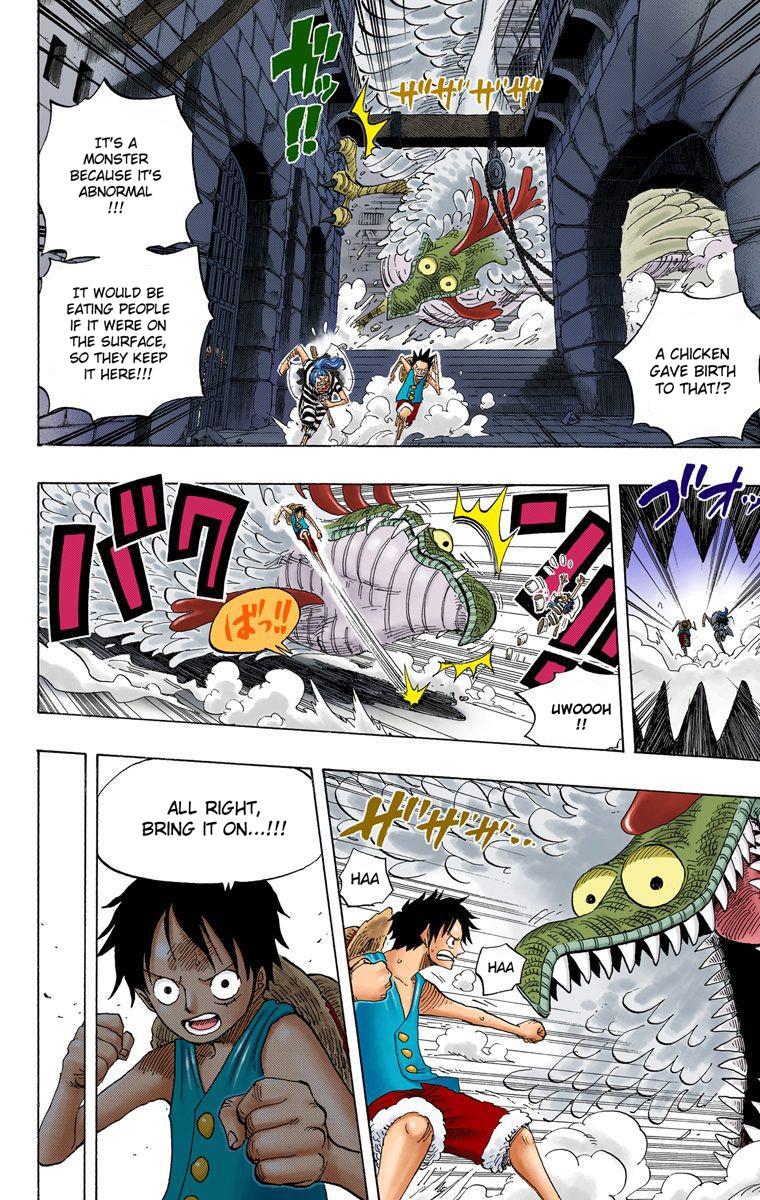 ガッ!!
ザザザザ
A CHICKEN
GAVE BIRTH
TO THAT!?
IT'S A
MONSTER
BECAUSE IT'S
ABNORMAL
!!!
IT WOULD BE
EATING PEOPLE
IF IT WERE ON
THE SURFACE,
SO THEY KEEP
IT HERE!!!
ゴオッ
バクン!!
ばっ!!
UWOOOH
!!
ザザザ..
HAA
HAA
ALL RIGHT,
BRING IT ON...!!!